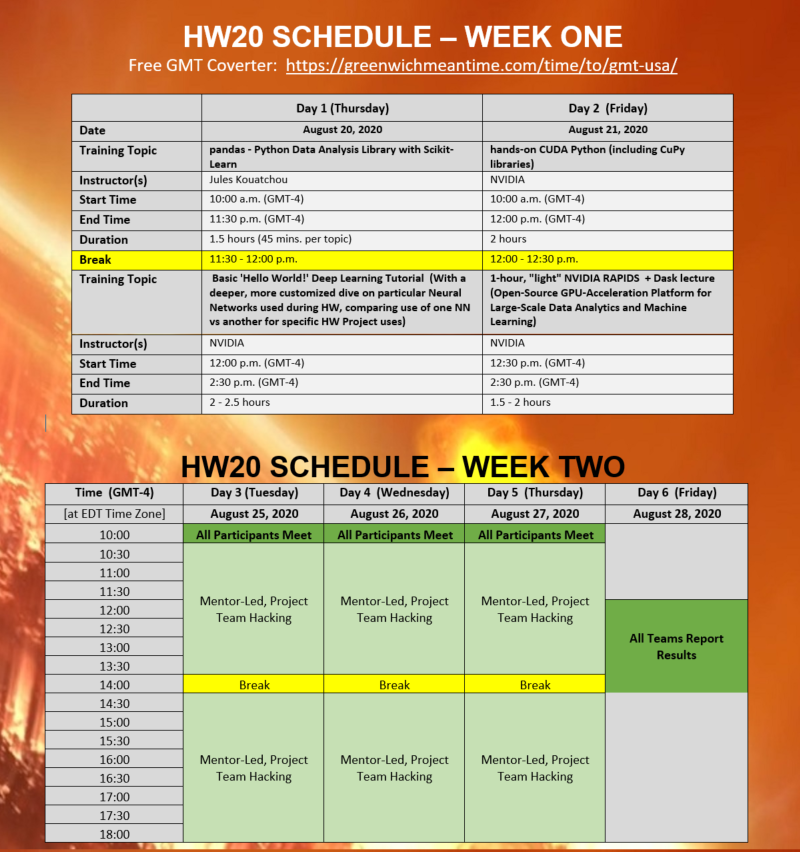 HW20 SCHEDULE – WEEK ONE
Free GMT Coverter: https://greenwichmeantime.com/time/to/gmt-usa/
Day 1 (Thursday) Day 2 (Friday)
Date August 20, 2020 August 21, 2020
Training Topic pandas - Python Data Analysis Library with Scikit- hands-on CUDA Python (including CuPy
Learn libraries)
Instructor(s) Jules Kouatchou NVIDIA
Start Time 10:00 a.m. (GMT-4) 10:00 a.m. (GMT-4)
End Time 11:30 p.m. (GMT-4) 12:00 p.m. (GMT-4)
Duration 1.5 hours (45 mins. per topic) 2 hours
Break 11:30 - 12:00 p.m. 12:00 - 12:30 p.m.
Training Topic Basic 'Hello World!' Deep Learning Tutorial (With a 1-hour, "light" NVIDIA RAPIDS + Dask lecture
deeper, more customized dive on particular Neural (Open-Source GPU-Acceleration Platform for
Networks used during HW, comparing use of one NN Large-Scale Data Analytics and Machine
vs another for specific HW Project uses) Learning)
Instructor(s) NVIDIA NVIDIA
Start Time 12:00 p.m. (GMT-4) 12:30 p.m. (GMT-4)
End Time 2:30 p.m. (GMT-4) 2:30 p.m. (GMT-4)
Duration 2 - 2.5 hours 1.5 - 2 hours
HW20 SCHEDULE – WEEK TWO
Time (GMT-4) Day 3 (Tuesday) Day 4 (Wednesday) Day 5 (Thursday) Day 6 (Friday)
[at EDT Time Zone] August 25, 2020 August 26, 2020 August 27, 2020 August 28, 2020
10:00 All Participants Meet All Participants Meet All Participants Meet
10:30
11:00
11:30
12:00 Mentor-Led, Project Mentor-Led, Project Mentor-Led, Project
12:30 Team Hacking Team Hacking Team Hacking
13:00 All Teams Report
13:30 Results
14:00 Break Break Break
14:30
15:00
15:30
16:00 Mentor-Led, Project Mentor-Led, Project Mentor-Led, Project
16:30 Team Hacking Team Hacking Team Hacking
17:00
17:30
18:00